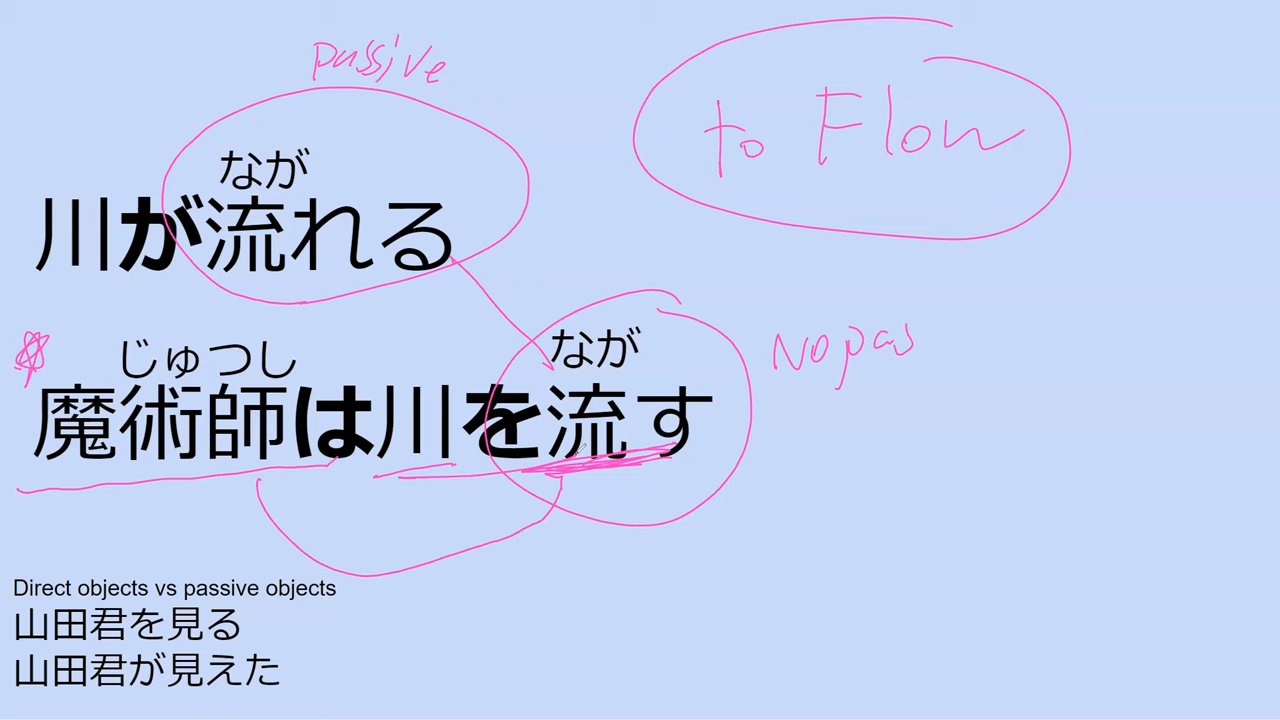 passive
to Flow
なが
川が流れる
じゅつし
なが
No pas
魔術師は川を流す
Direct objects vs passive objects
山田君を見る
山田君が見えた